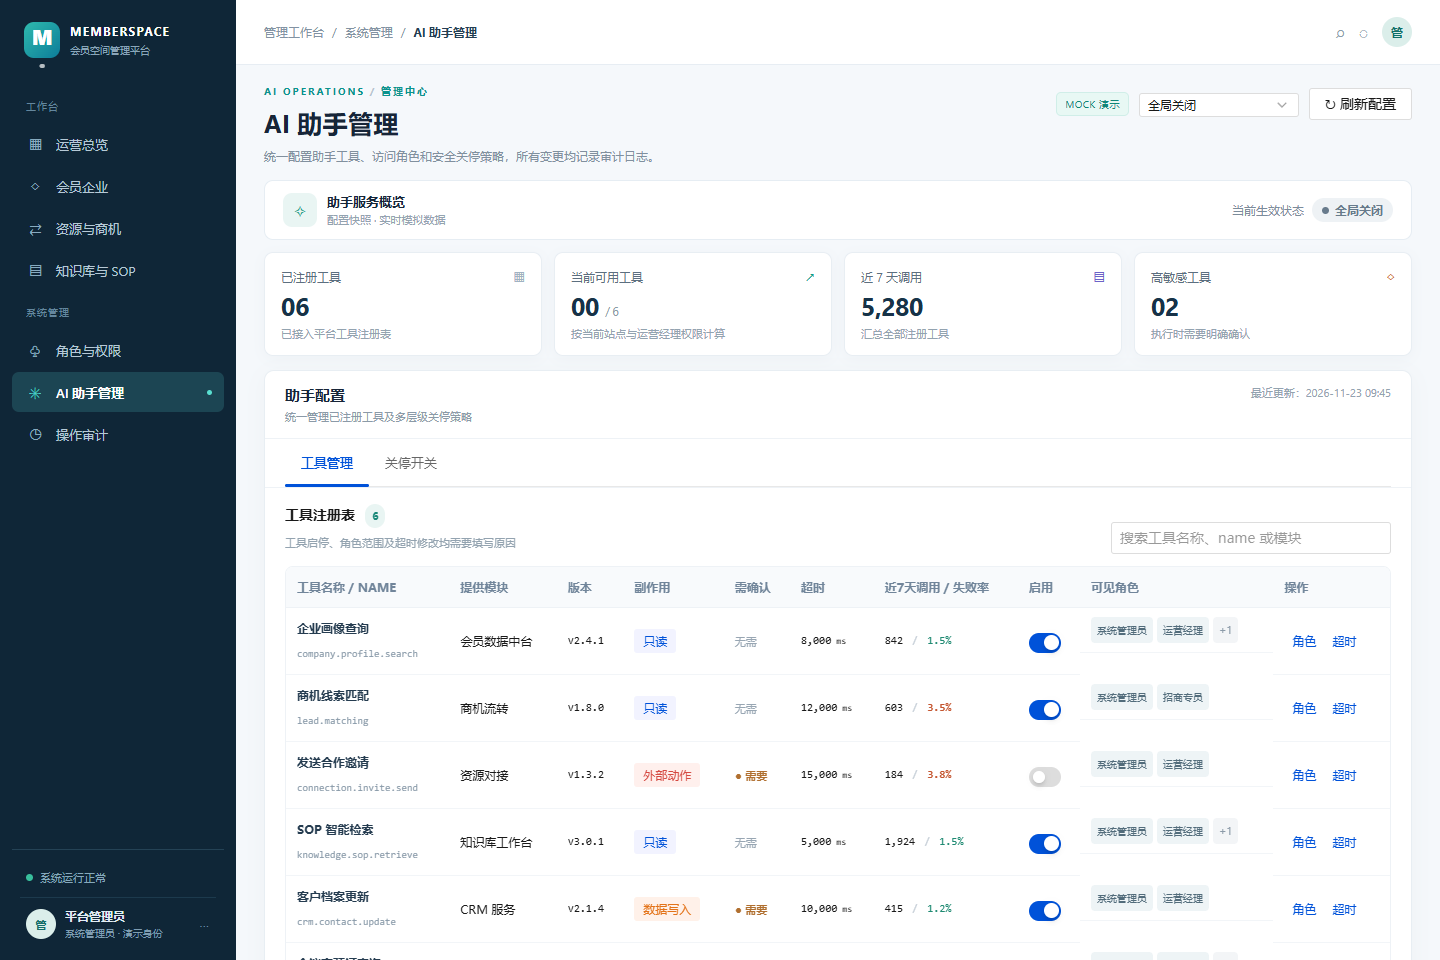 M
MEMBERSPACE
会员空间管理平台
工作台
运营总览
会员企业
资源与商机
知识库与 SOP
系统管理
角色与权限
AI 助手管理
操作审计
系统运行正常
管
平台管理员
系统管理员 · 演示身份
...
管理工作台 / 系统管理 / AI 助手管理
管
AI OPERATIONS / 管理中心
AI 助手管理
统一配置助手工具、访问角色和安全关停策略，所有变更均记录审计日志。
MOCK 演示
全局关闭
↻ 刷新配置
助手服务概览
配置快照 · 实时模拟数据
当前生效状态
全局关闭
已注册工具
06
已接入平台工具注册表
当前可用工具
00 / 6
按当前站点与运营经理权限计算
近 7 天调用
5,280
汇总全部注册工具
高敏感工具
02
执行时需要明确确认
助手配置
统一管理已注册工具及多层级关停策略
最近更新：2026-11-23 09:45
工具管理
关停开关
工具注册表 6
工具启停、角色范围及超时修改均需要填写原因
搜索工具名称、name 或模块
工具名称 / NAME 提供模块 版本 副作用 需确认 超时 近7天调用 / 失败率 启用 可见角色 操作
企业画像查询
company.profile.search
会员数据中台 v2.4.1 只读 无需 8,000 ms 842 / 1.5% 系统管理员 运营经理 +1 角色 超时
商机线索匹配
lead.matching
商机流转 v1.8.0 只读 无需 12,000 ms 603 / 3.5% 系统管理员 招商专员 角色 超时
发送合作邀请
connection.invite.send
资源对接 v1.3.2 外部动作 需要 15,000 ms 184 / 3.8% 系统管理员 运营经理 角色 超时
SOP 智能检索
knowledge.sop.retrieve
知识库工作台 v3.0.1 只读 无需 5,000 ms 1,924 / 1.5% 系统管理员 运营经理 +1 角色 超时
客户档案更新
crm.contact.update
CRM 服务 v2.1.4 数据写入 需要 10,000 ms 415 / 1.2% 系统管理员 运营经理 角色 超时